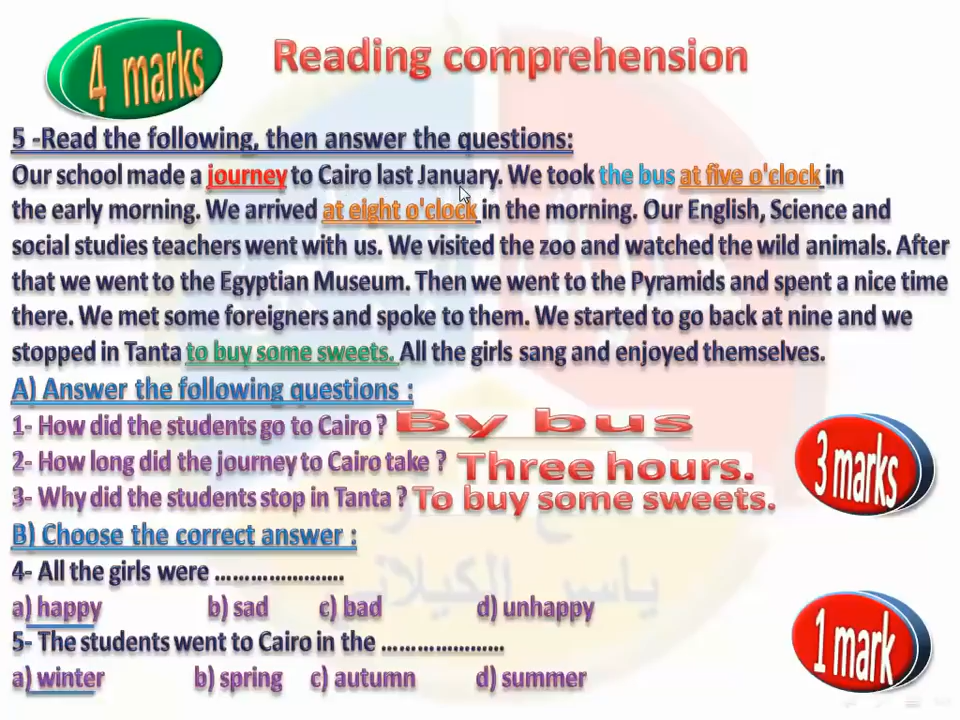 4 marks
Reading comprehension
5 -Read the following, then answer the questions:
Our school made a journey to Cairo last January. We took the bus at five o'clock in
the early morning. We arrived at eight o'clock in the morning. Our English, Science and
social studies teachers went with us. We visited the zoo and watched the wild animals. After
that we went to the Egyptian Museum. Then we went to the Pyramids and spent a nice time
there. We met some foreigners and spoke to them. We started to go back at nine and we
stopped in Tanta to buy some sweets. All the girls sang and enjoyed themselves.
A) Answer the following questions :
1- How did the students go to Cairo ? By bus
2- How long did the journey to Cairo take ? Three hours.
3- Why did the students stop in Tanta ? To buy some sweets.
3 marks
B) Choose the correct answer :
4- All the girls were ………………….
a) happy b) sad c) bad d) unhappy
5- The students went to Cairo in the …………………
a) winter b) spring c) autumn d) summer
1 mark
ياسر الكيلاني